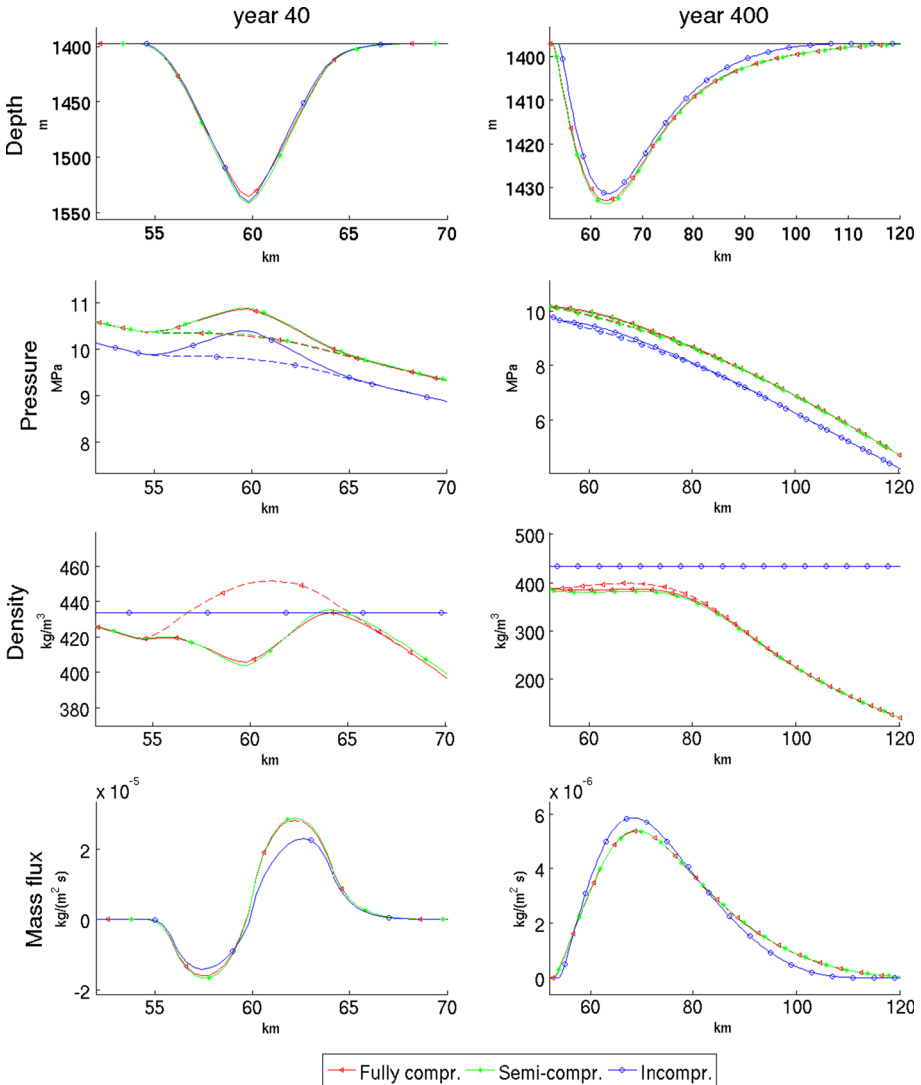 year 40
year 400
Depth
m
1400
1450
1500
1550
55 60 65 70
km
m
1400
1410
1420
1430
60 70 80 90 100 110 120
km
Pressure
MPa
11
10
9
8
55 60 65 70
km
MPa
10
8
6
60 80 100 120
km
Density
kg/m³
460
440
420
400
380
55 60 65 70
km
kg/m³
500
400
300
200
60 80 100 120
km
Mass flux
kg/(m² s)
x 10⁻⁵
2
0
-2
55 60 65 70
km
kg/(m² s)
x 10⁻⁶
6
4
2
0
60 80 100 120
km
Fully compr. Semi-compr. Incompr.